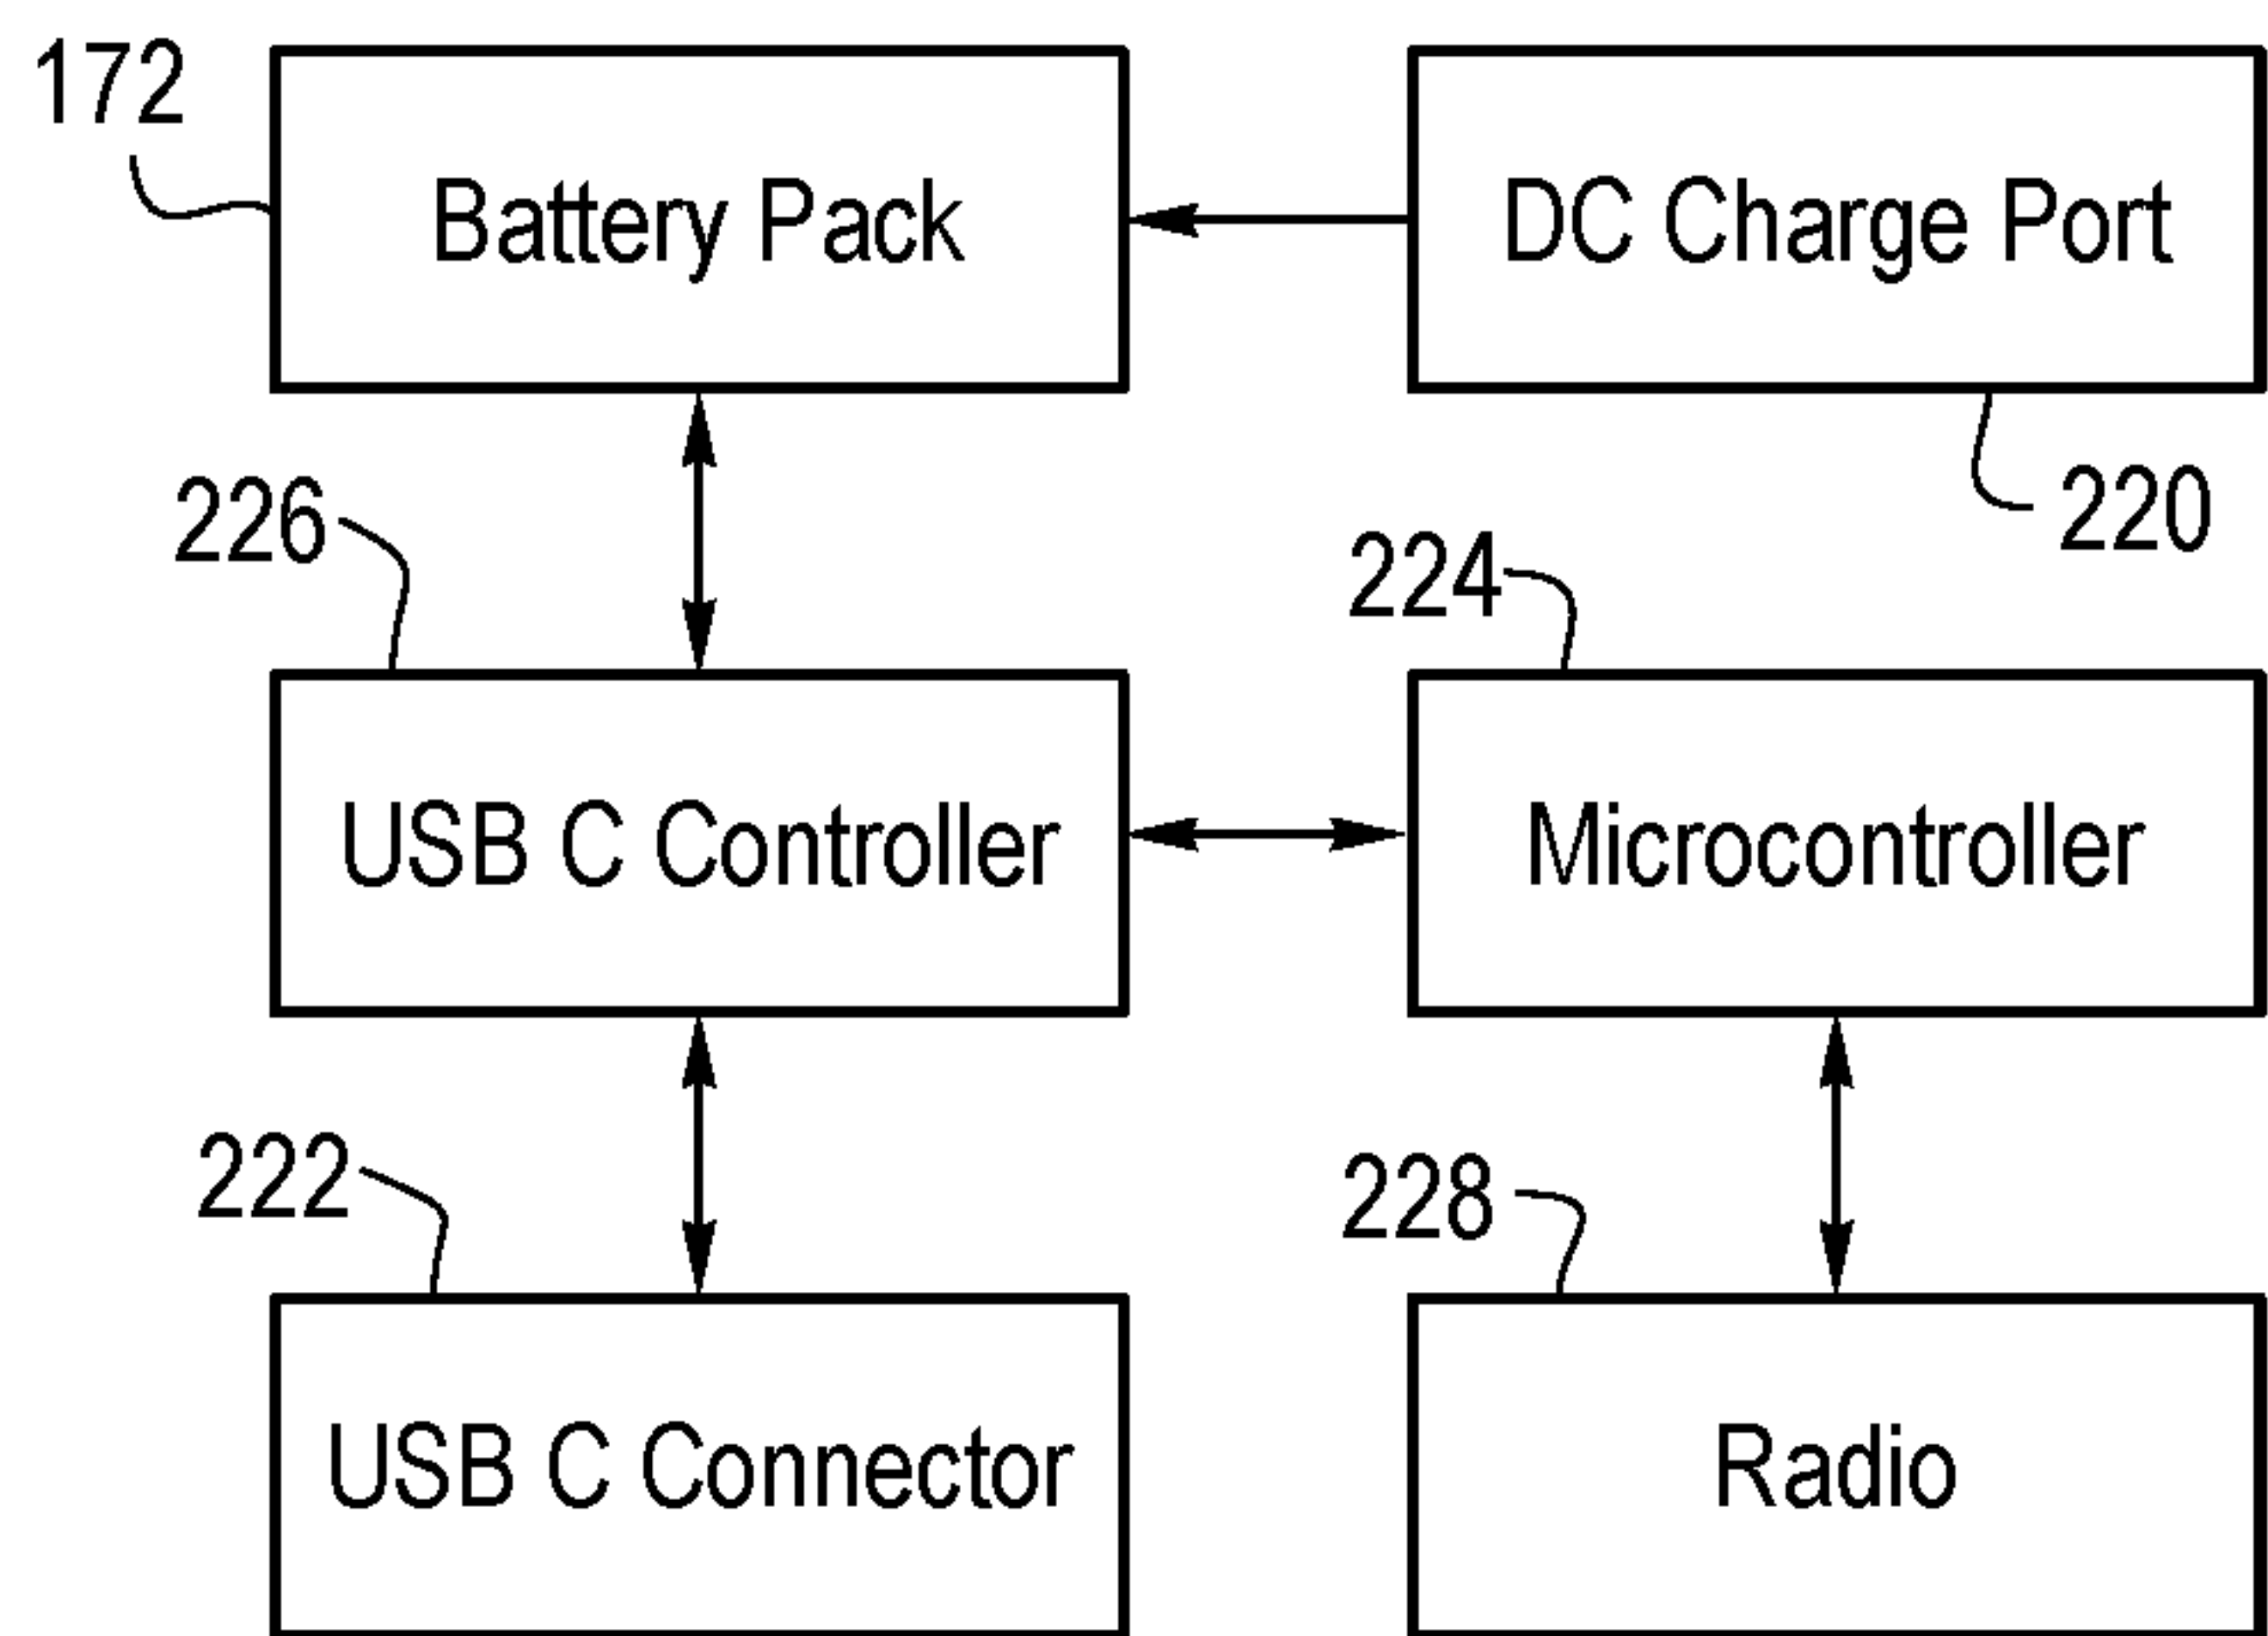 172
Battery Pack
DC Charge Port
226
220
224
USB C Controller
Microcontroller
222
228
USB C Connector
Radio